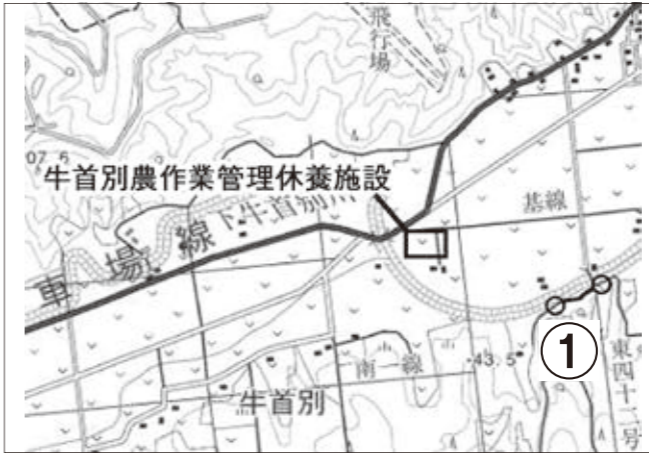 飛行場
07.6
牛首別農作業管理休養施設
下牛首別川
車場線
基線
南一線
-43.5
①
東四十二号
牛首別